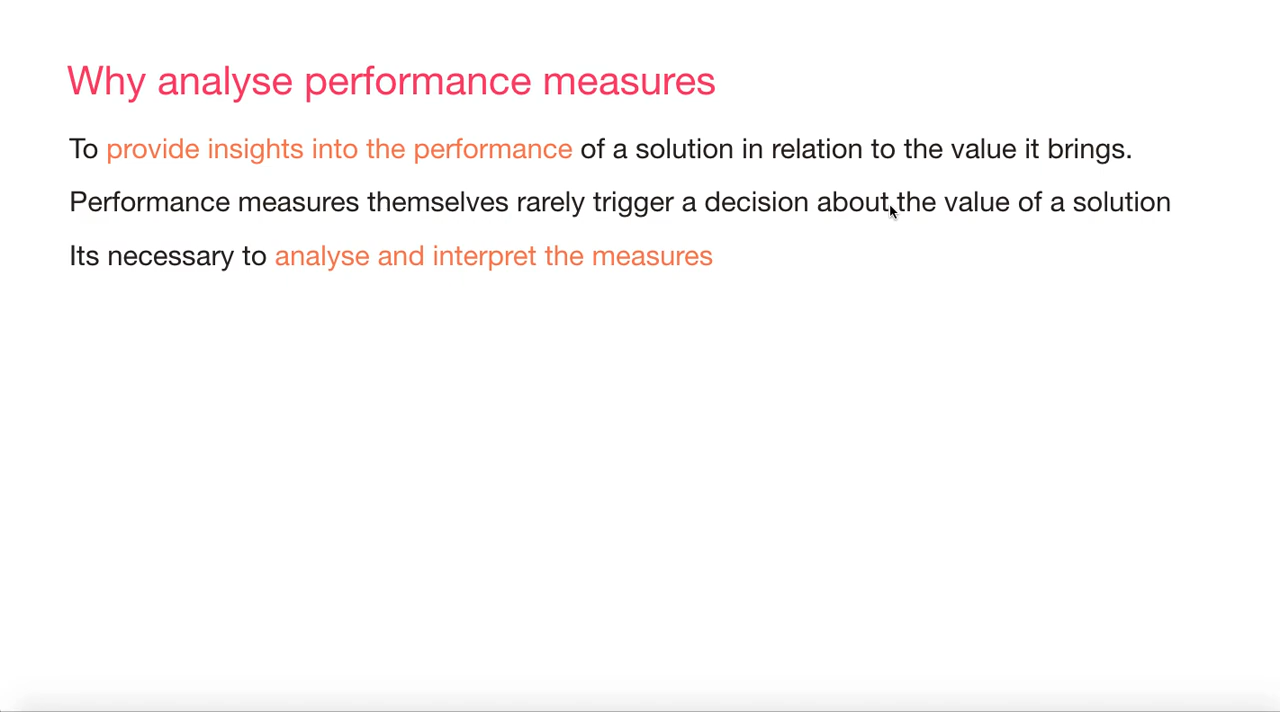 Why analyse performance measures
To provide insights into the performance of a solution in relation to the value it brings.
Performance measures themselves rarely trigger a decision about the value of a solution
Its necessary to analyse and interpret the measures